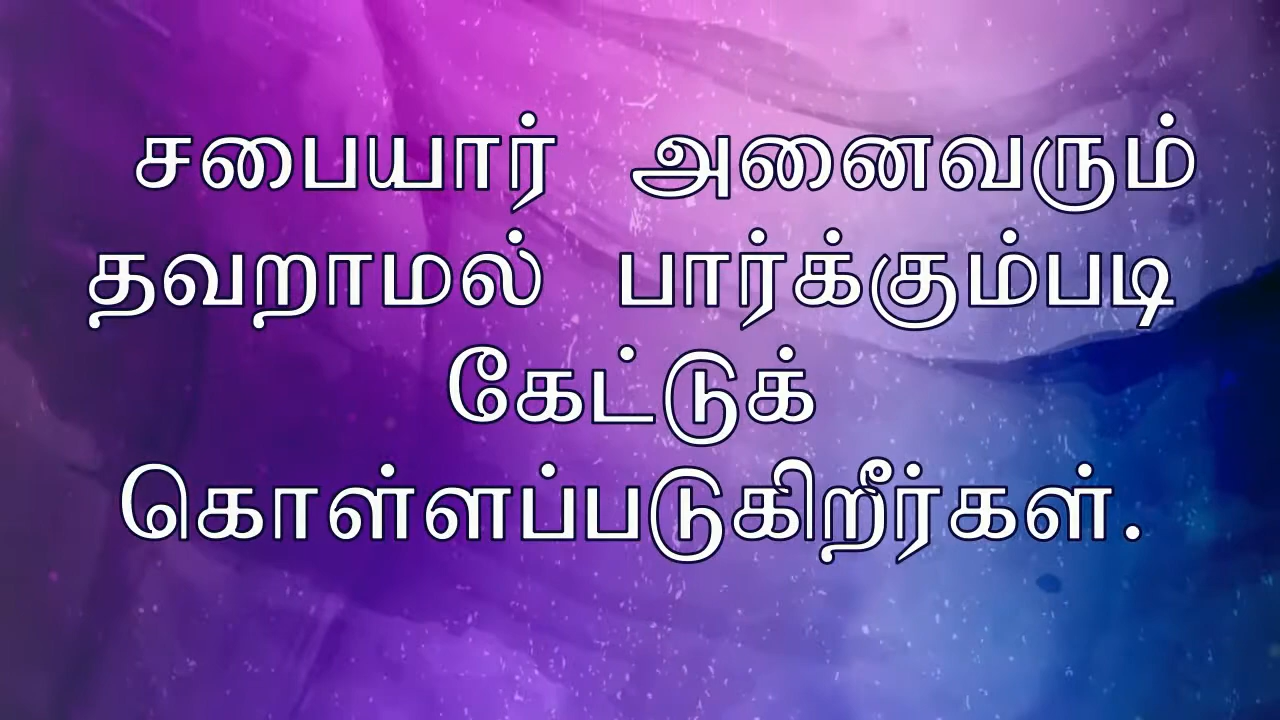 சபையார் அனைவரும்
தவறாமல் பார்க்கும்படி
கேட்டுக்
கொள்ளப்படுகிறீர்கள்.